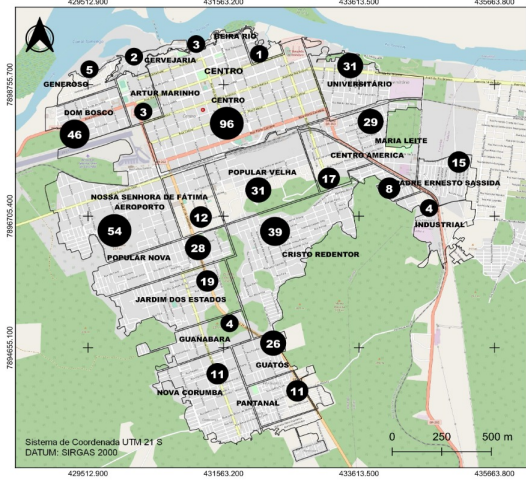 429512.900 431563.200 433613.500 435663.800
BEIRA RIO
3
2
1
CERVEJARIA
5
CENTRO
31
GENEROSO
UNIVERSITÁRIO
ARTUR MARINHO
CENTRO
DOM BOSCO
3
96
29
46
MARIA LEITE
CENTRO AMERICA
15
POPULAR VELHA
17
PADRE ERNESTO SASSIDA
31
8
NOSSA SENHORA DE FÁTIMA
AEROPORTO
12
4
54
39
INDUSTRIAL
28
POPULAR NOVA
CRISTO REDENTOR
19
JARDIM DOS ESTADOS
4
GUANABARA
26
GUATÓS
11
NOVA CORUMBA
11
PANTANAL
Sistema de Coordenada UTM 21 S
DATUM: SIRGAS 2000
0 250 500 m
7898755.700
7896705.400
7894655.100
429512.900 431563.200 433613.500 435663.800